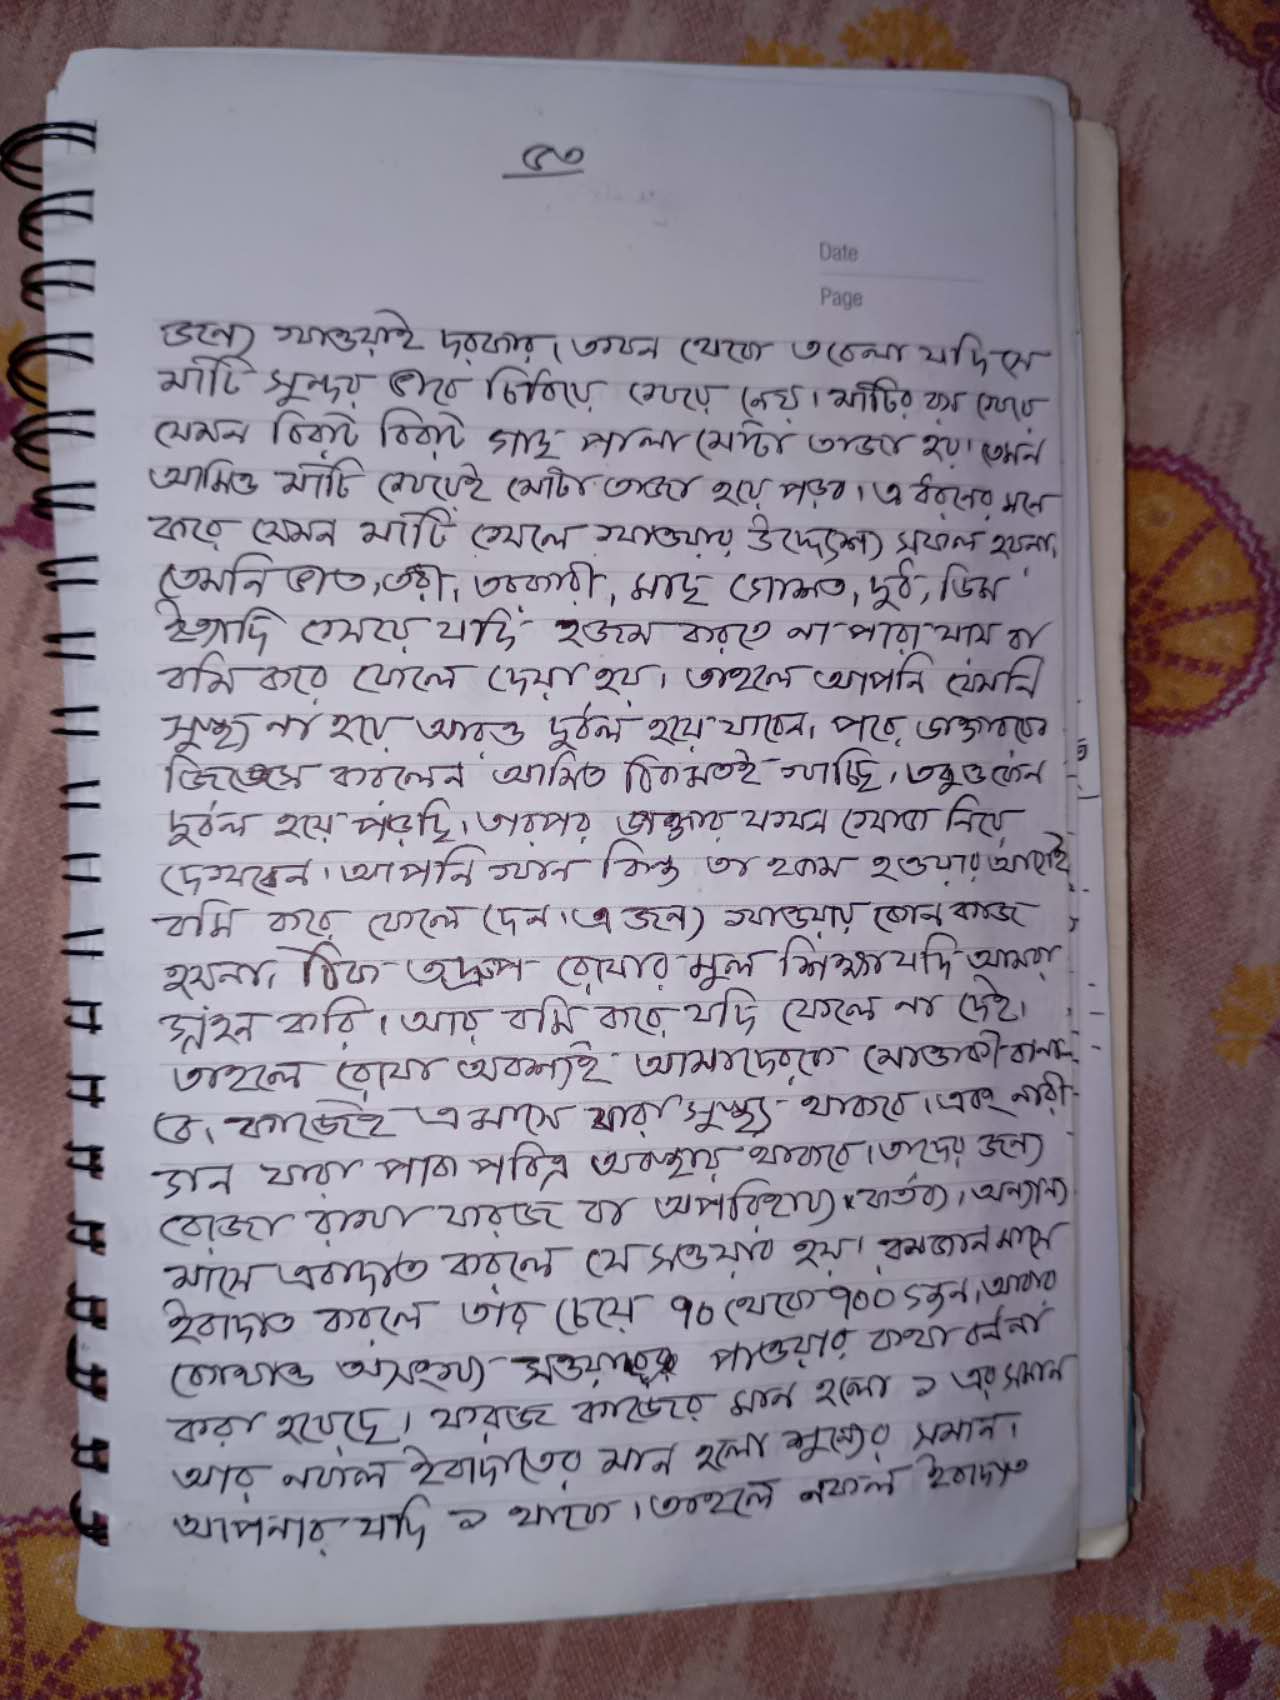 ৫৩
Date
Page
জন্যে খাওয়াই দরকার। তখন থেকে ৩ বেলা যদি সে
মাটি সুন্দর ভাবে চিবিয়ে খেয়ে নেয়। মাটির রস খেয়ে
যেমন বিরাট বিরাট গাছ পালা মোটা তাজা হয়। তেমন
আমিও মাটি খেয়েই মোটা তাজা হয়ে পড়ব। এ ধরনের মনে
করে যেমন মাটি খেলে খাওয়ার উদ্দ্যেশ্য সফল হয়না,
তেমনি ভাত, তরী, তরকারী, মাছ গোশত, দুধ, ডিম
ইত্যাদি খেয়ে যদি হজম করতে না পারা যায় বা
বমি করে ফেলে দেয়া হয়। তাহলে আপনি যেমনি
সুস্থ্য না হয়ে আরও দুর্বল হয়ে যাবেন। পরে ডাক্তারকে
জিজ্ঞেস করলেন আমিত ঠিকমতই খাচ্ছি, তবুও কেন
দুর্বল হয়ে পড়ছি। তারপর ডাক্তার যখন খোজ নিয়ে
দেখবেন। আপনি খান কিন্তু তা হজম হওয়ার আগেই
বমি করে ফেলে দেন। এ জন্য খাওয়ায় কোন কাজ
হয়না। ঠিক তদ্রুপ রোযার মূল শিক্ষা যদি আমরা
গ্রহন করি। আর বমি করে যদি ফেলে না দেই।
তাহলে রোযা অবশ্যই আমাদেরকে মোত্তাকী বানা-
বে। কাজেই এ মাসে যারা সুস্থ্য থাকবে। এবং নারী
গন যারা পাক পবিত্র অবস্থায় থাকবে। তাদের জন্য
রোজা রাখা ফরজ বা অপরিহার্য্য কর্তব্য। অন্যান্য
মাসে এবাদাত করলে যে সওয়াব হয়। রমজান মাসে
ইবাদাত করলে তার চেয়ে ৭০ থেকে ৭০০ গুন, আবার
কোথাও অসংখ্য সওয়াব পাওয়ার কথা বর্ননা
করা হয়েছে। ফরজ কাজের মান হলো ১ এর সমান
আর নফল ইবাদাতের মান হলো শুন্যের সমান।
আপনার যদি ১ থাকে। তাহলে নফল ইবাদাত